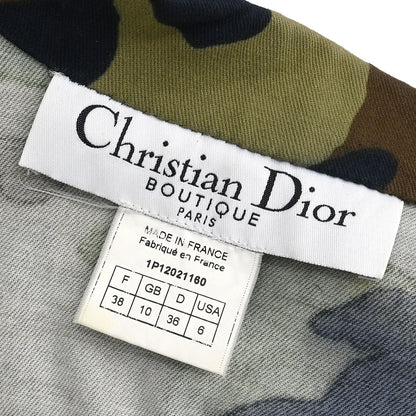 Christian Dior
BOUTIQUE
PARIS
MADE IN FRANCE
Fabriqué en France
1P12021160
F GB D USA
38 10 36 6